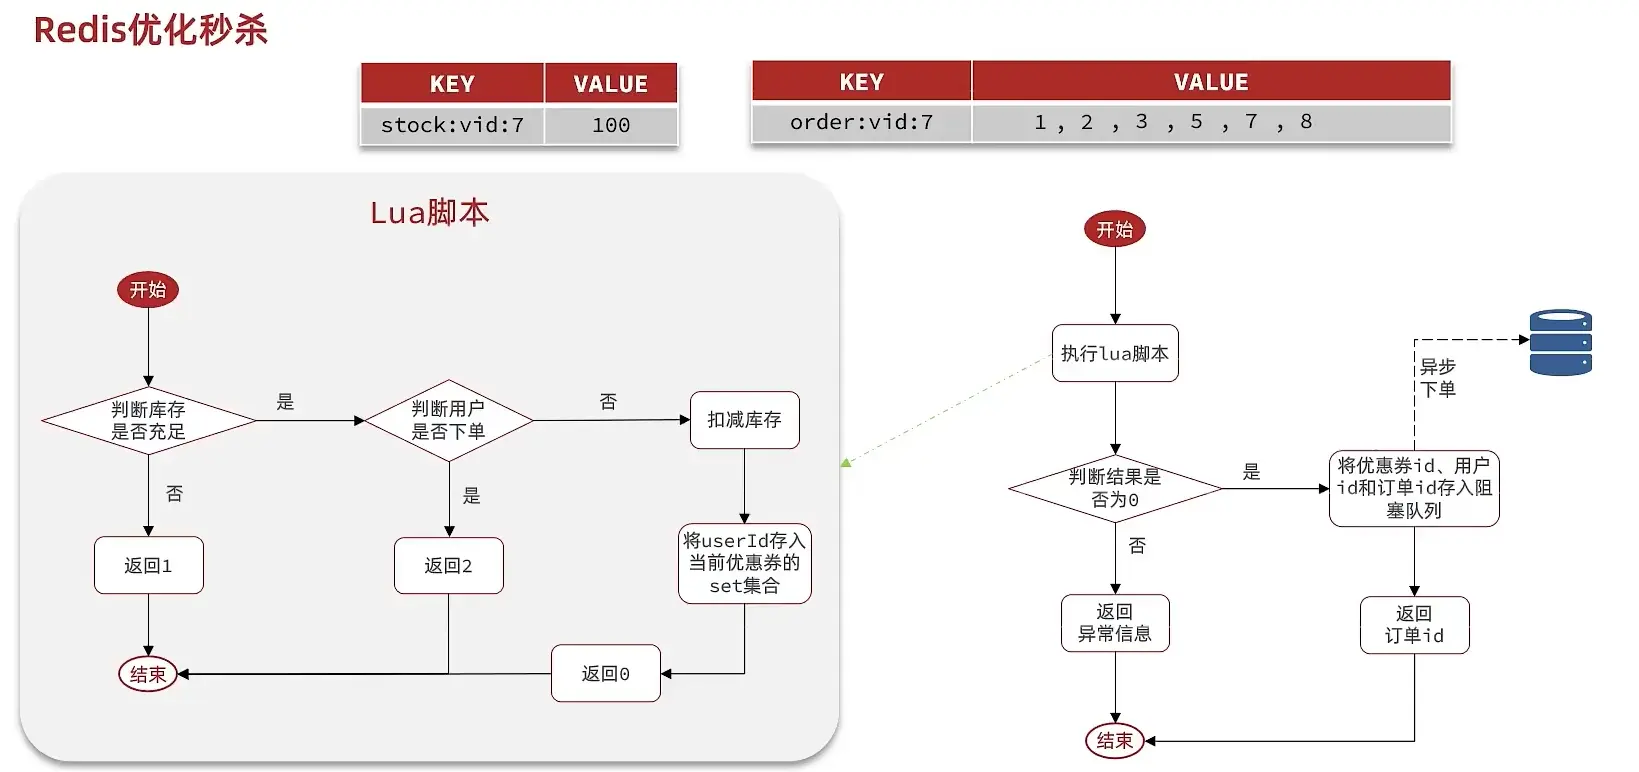 Redis优化秒杀
KEY VALUE
stock:vid:7 100
KEY VALUE
order:vid:7 1 , 2 , 3 , 5 , 7 , 8
Lua脚本
开始
判断库存
是否充足
是
判断用户
是否下单
否
扣减库存
否
是
返回1
返回2
将userId存入
当前优惠券的
set集合
结束
返回0
开始
执行lua脚本
异步
下单
判断结果是
否为0
是
将优惠券id、用户
id和订单id存入阻
塞队列
否
返回
异常信息
返回
订单id
结束